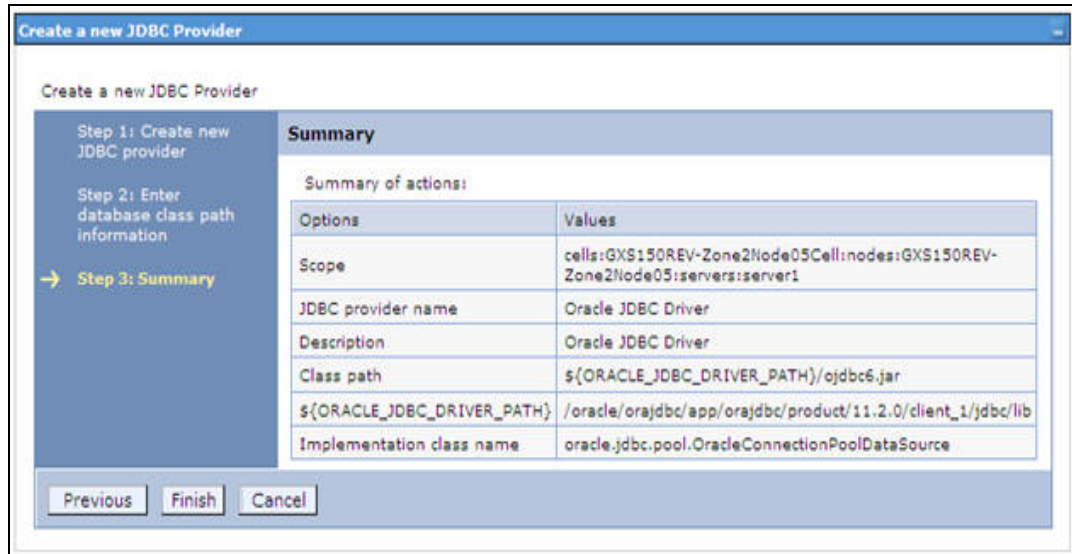 Create a new JDBC Provider
Create a new JDBC Provider
Step 1: Create new
JDBC provider
Step 2: Enter
database class path
information
Step 3: Summary
Summary
Summary of actions:
Options Values
Scope cells:GXS150REV-Zone2Node05Cell:nodes:GXS150REV-
Zone2Node05:servers:server1
JDBC provider name Oracle JDBC Driver
Description Oracle JDBC Driver
Class path ${ORACLE_JDBC_DRIVER_PATH}/ojdbc6.jar
${ORACLE_JDBC_DRIVER_PATH} /oracle/orajdbc/app/orajdbc/product/11.2.0/client_1/jdbc/lib
Implementation class name oracle.jdbc.pool.OracleConnectionPoolDataSource
Previous Finish Cancel